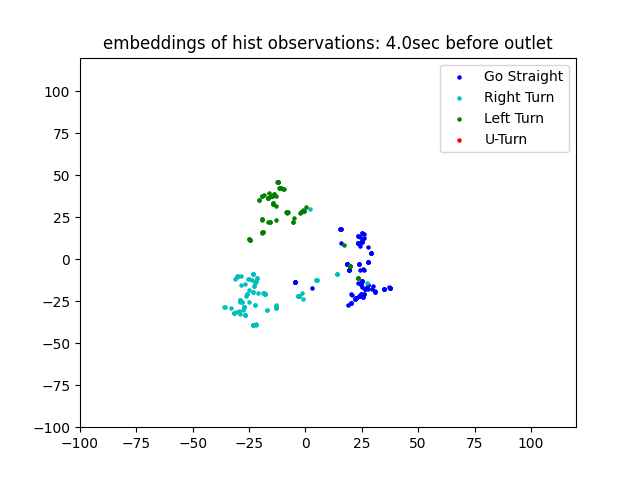 embeddings of hist observations: 4.0sec before outlet
Go Straight
Right Turn
Left Turn
U-Turn
100
75
50
25
0
−25
−50
−75
−100
−100 −75 −50 −25 0 25 50 75 100